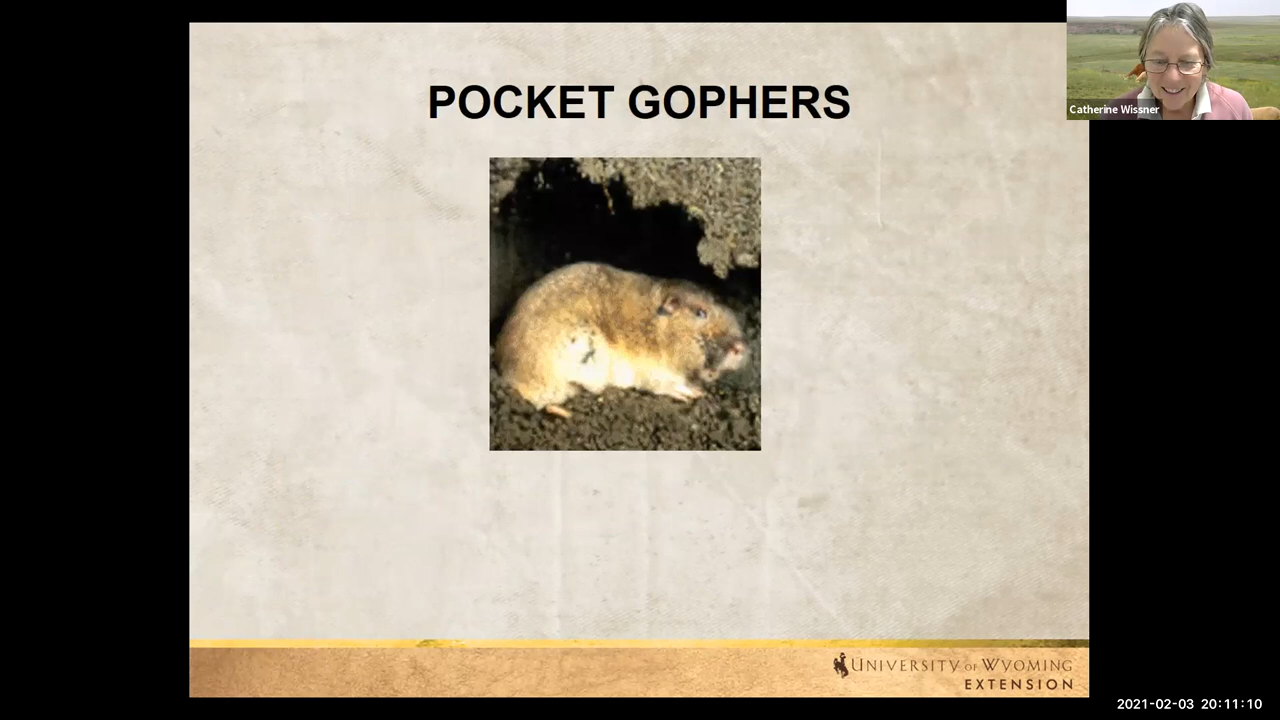 POCKET GOPHERS
Catherine Wissner
UNIVERSITY OF WYOMING
EXTENSION
2021-02-03 20:11:10